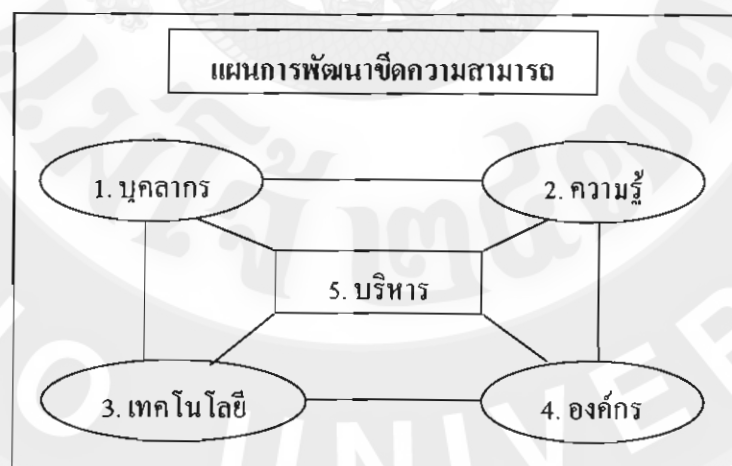 แผนการพัฒนาขีดความสามารถ
1. บุคลากร
2. ความรู้
5. บริหาร
3. เทคโนโลยี
4. องค์กร